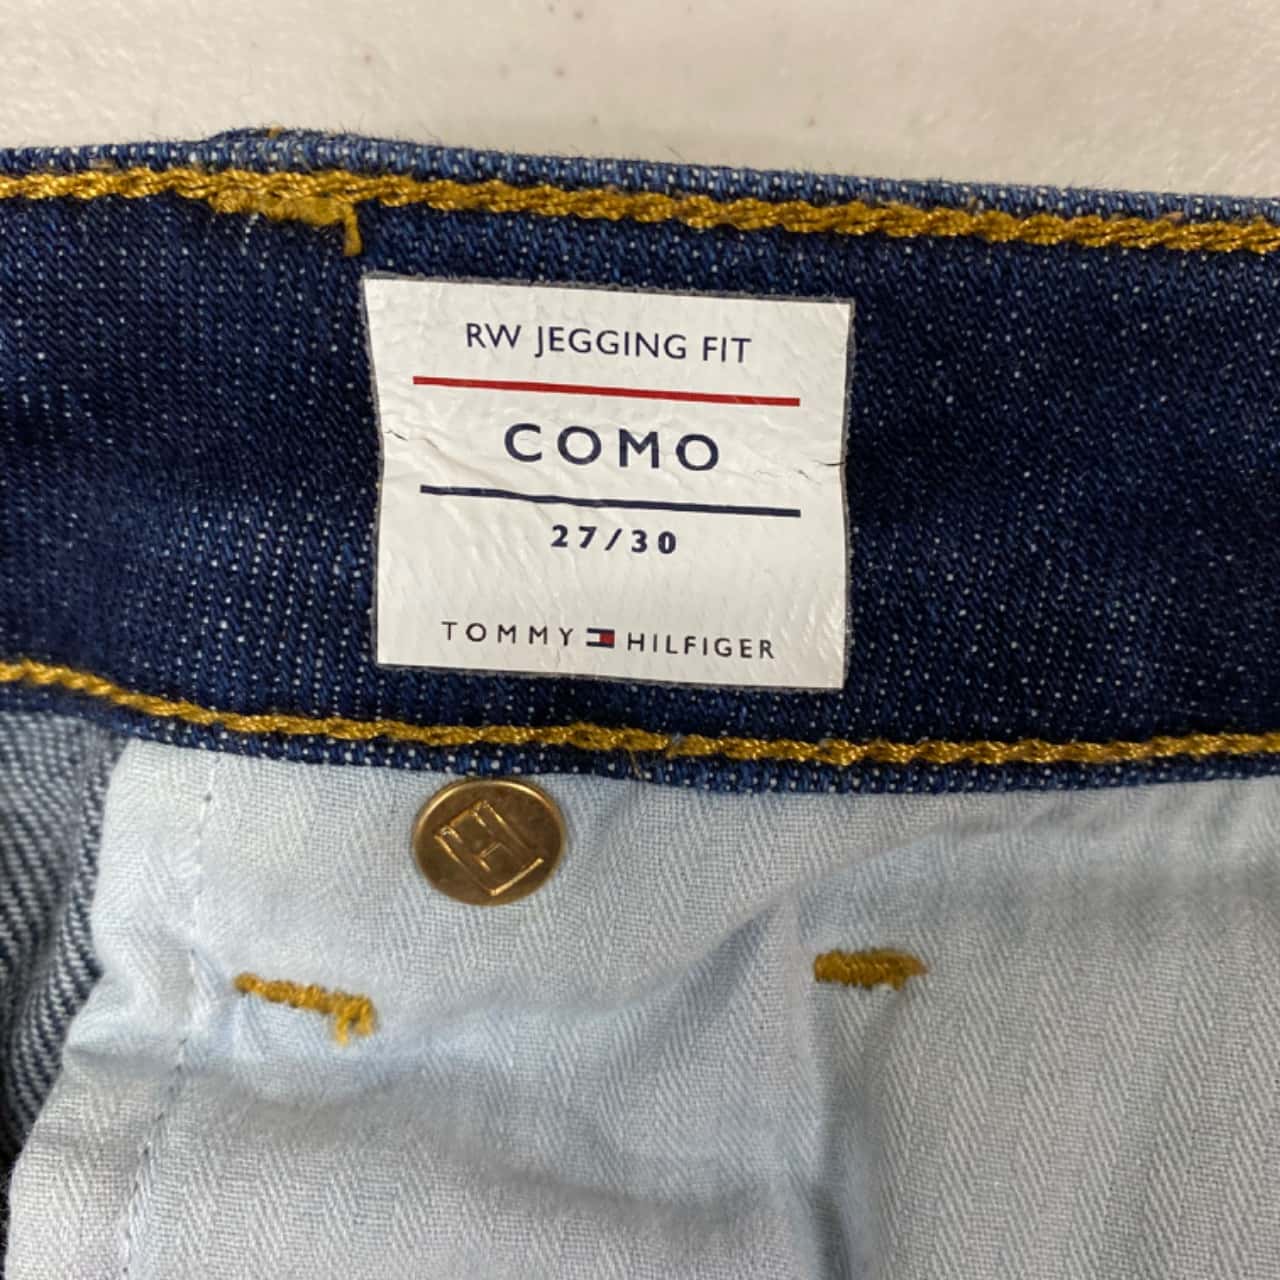 RW JEGGING FIT
COMO
27/30
TOMMY HILFIGER
H